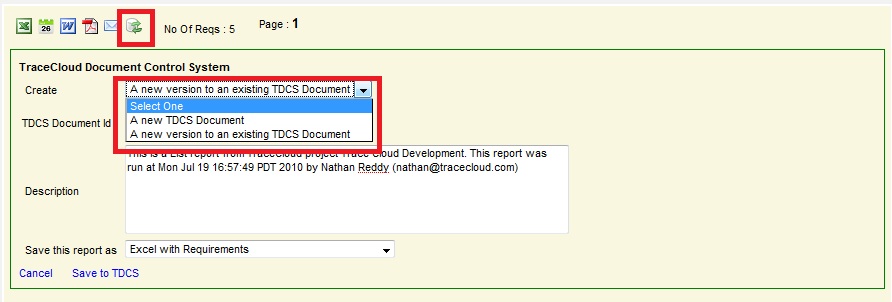 26 No Of Reqs : 5 Page : 1
TraceCloud Document Control System
Create A new version to an existing TDCS Document
Select One
TDCS Document Id A new TDCS Document
A new version to an existing TDCS Document
This is a List report from TraceCloud project Trace Cloud Development. This report was
run at Mon Jul 19 16:57:49 PDT 2010 by Nathan Reddy (nathan@tracecloud.com)
Description
Save this report as Excel with Requirements
Cancel Save to TDCS